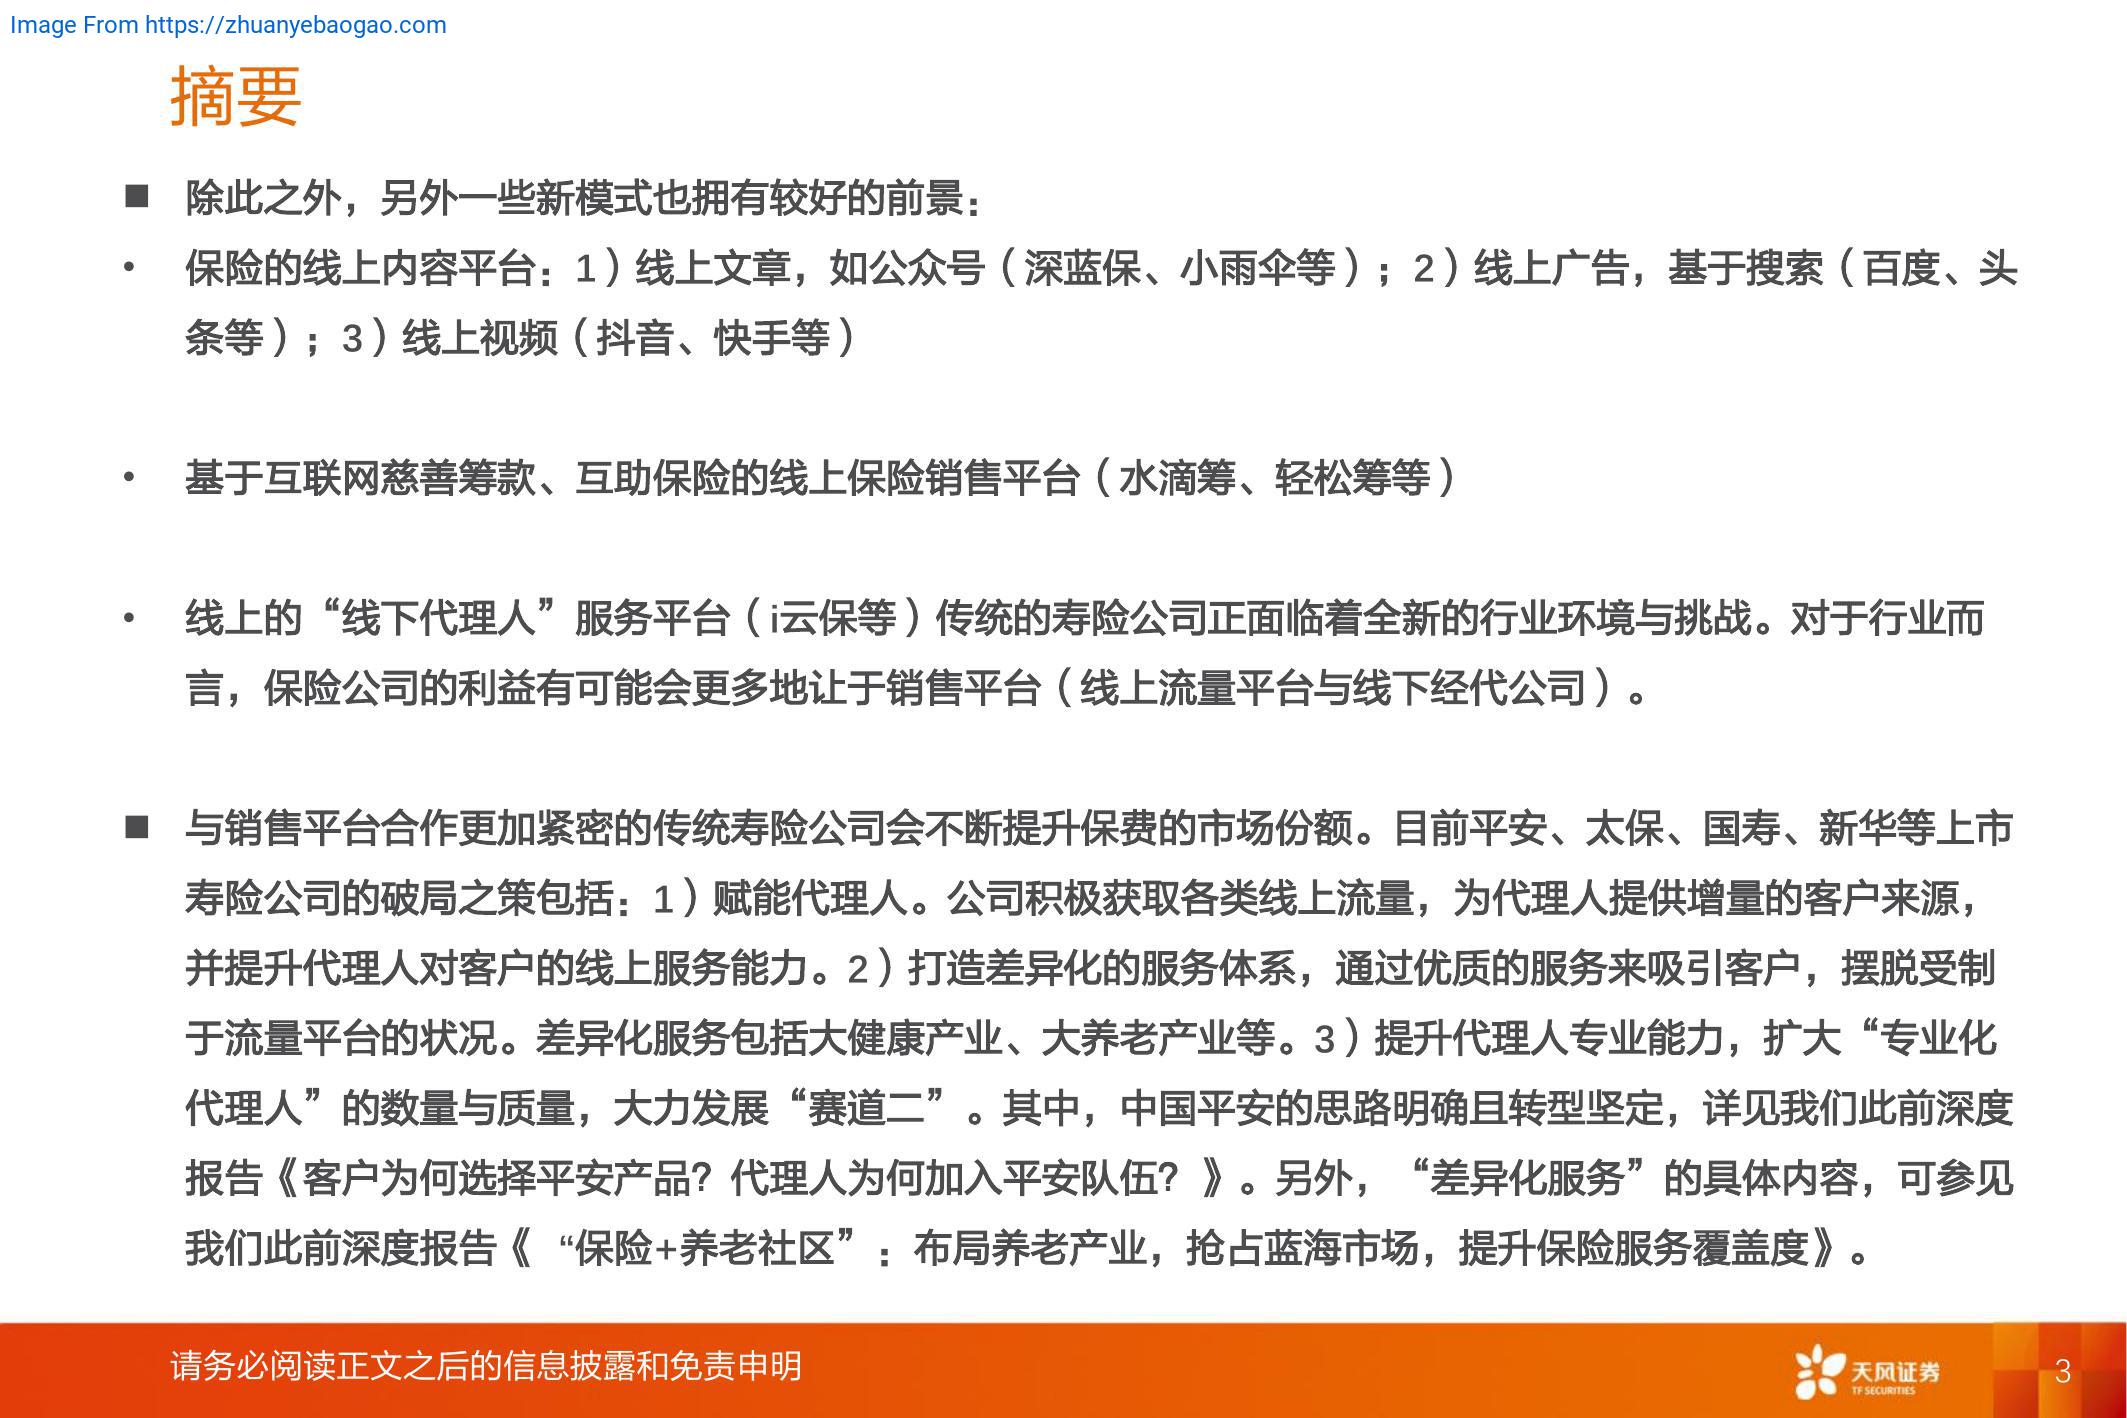 Image From https://zhuanyebaogao.com
摘要
■ 除此之外，另外一些新模式也拥有较好的前景：
• 保险的线上内容平台：1）线上文章，如公众号（深蓝保、小雨伞等）；2）线上广告，基于搜索（百度、头
条等）；3）线上视频（抖音、快手等）
• 基于互联网慈善筹款、互助保险的线上保险销售平台（水滴筹、轻松筹等）
• 线上的“线下代理人”服务平台（i云保等）传统的寿险公司正面临着全新的行业环境与挑战。对于行业而
言，保险公司的利益有可能会更多地让于销售平台（线上流量平台与线下经代公司）。
■ 与销售平台合作更加紧密的传统寿险公司会不断提升保费的市场份额。目前平安、太保、国寿、新华等上市
寿险公司的破局之策包括：1）赋能代理人。公司积极获取各类线上流量，为代理人提供增量的客户来源，
并提升代理人对客户的线上服务能力。2）打造差异化的服务体系，通过优质的服务来吸引客户，摆脱受制
于流量平台的状况。差异化服务包括大健康产业、大养老产业等。3）提升代理人专业能力，扩大“专业化
代理人”的数量与质量，大力发展“赛道二”。其中，中国平安的思路明确且转型坚定，详见我们此前深度
报告《客户为何选择平安产品？代理人为何加入平安队伍？》。另外，“差异化服务”的具体内容，可参见
我们此前深度报告《“保险+养老社区”：布局养老产业，抢占蓝海市场，提升保险服务覆盖度》。
请务必阅读正文之后的信息披露和免责申明
天风证券
TF SECURITIES
3